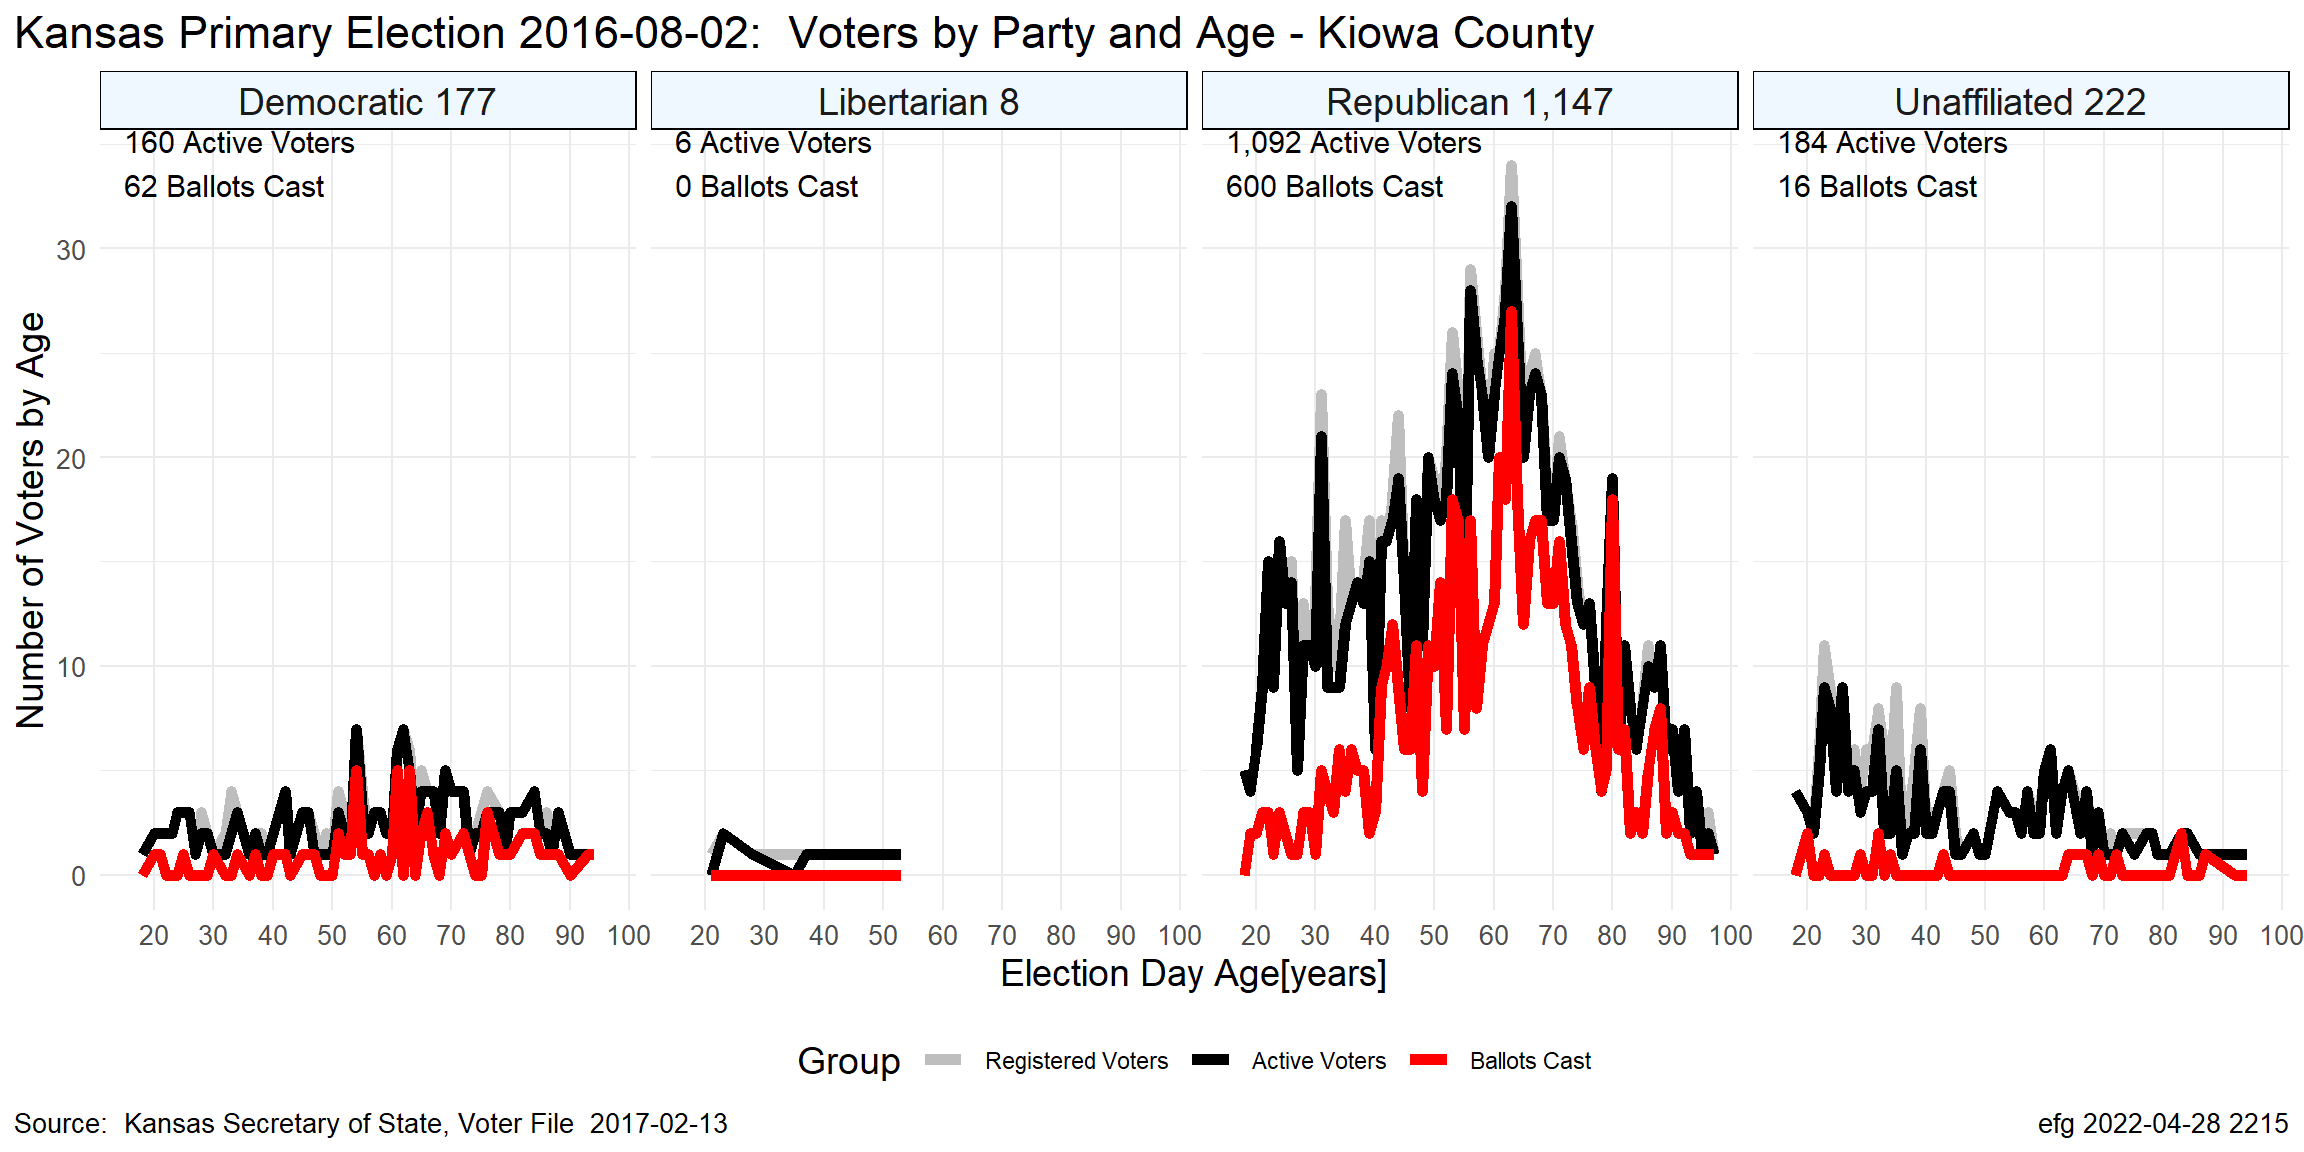 Kansas Primary Election 2016-08-02:  Voters by Party and Age - Kiowa County
Democratic 177
Libertarian 8
Republican 1,147
Unaffiliated 222
160 Active Voters
62 Ballots Cast
6 Active Voters
0 Ballots Cast
1,092 Active Voters
600 Ballots Cast
184 Active Voters
16 Ballots Cast
Number of Voters by Age
30
20
10
0
20 30 40 50 60 70 80 90 100
20 30 40 50 60 70 80 90 100
20 30 40 50 60 70 80 90 100
20 30 40 50 60 70 80 90 100
Election Day Age[years]
Group Registered Voters Active Voters Ballots Cast
Source:  Kansas Secretary of State, Voter File  2017-02-13
efg 2022-04-28 2215